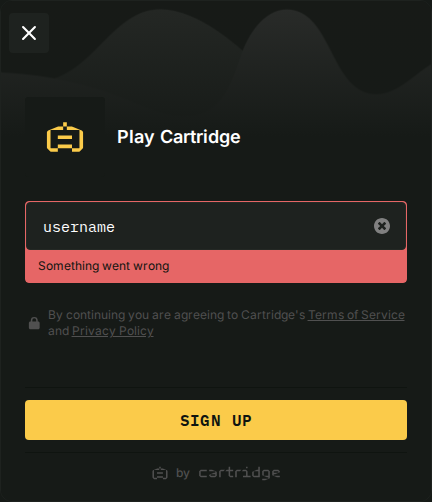 Play Cartridge
username
Something went wrong
By continuing you are agreeing to Cartridge's Terms of Service
and Privacy Policy
SIGN UP
by cartridge